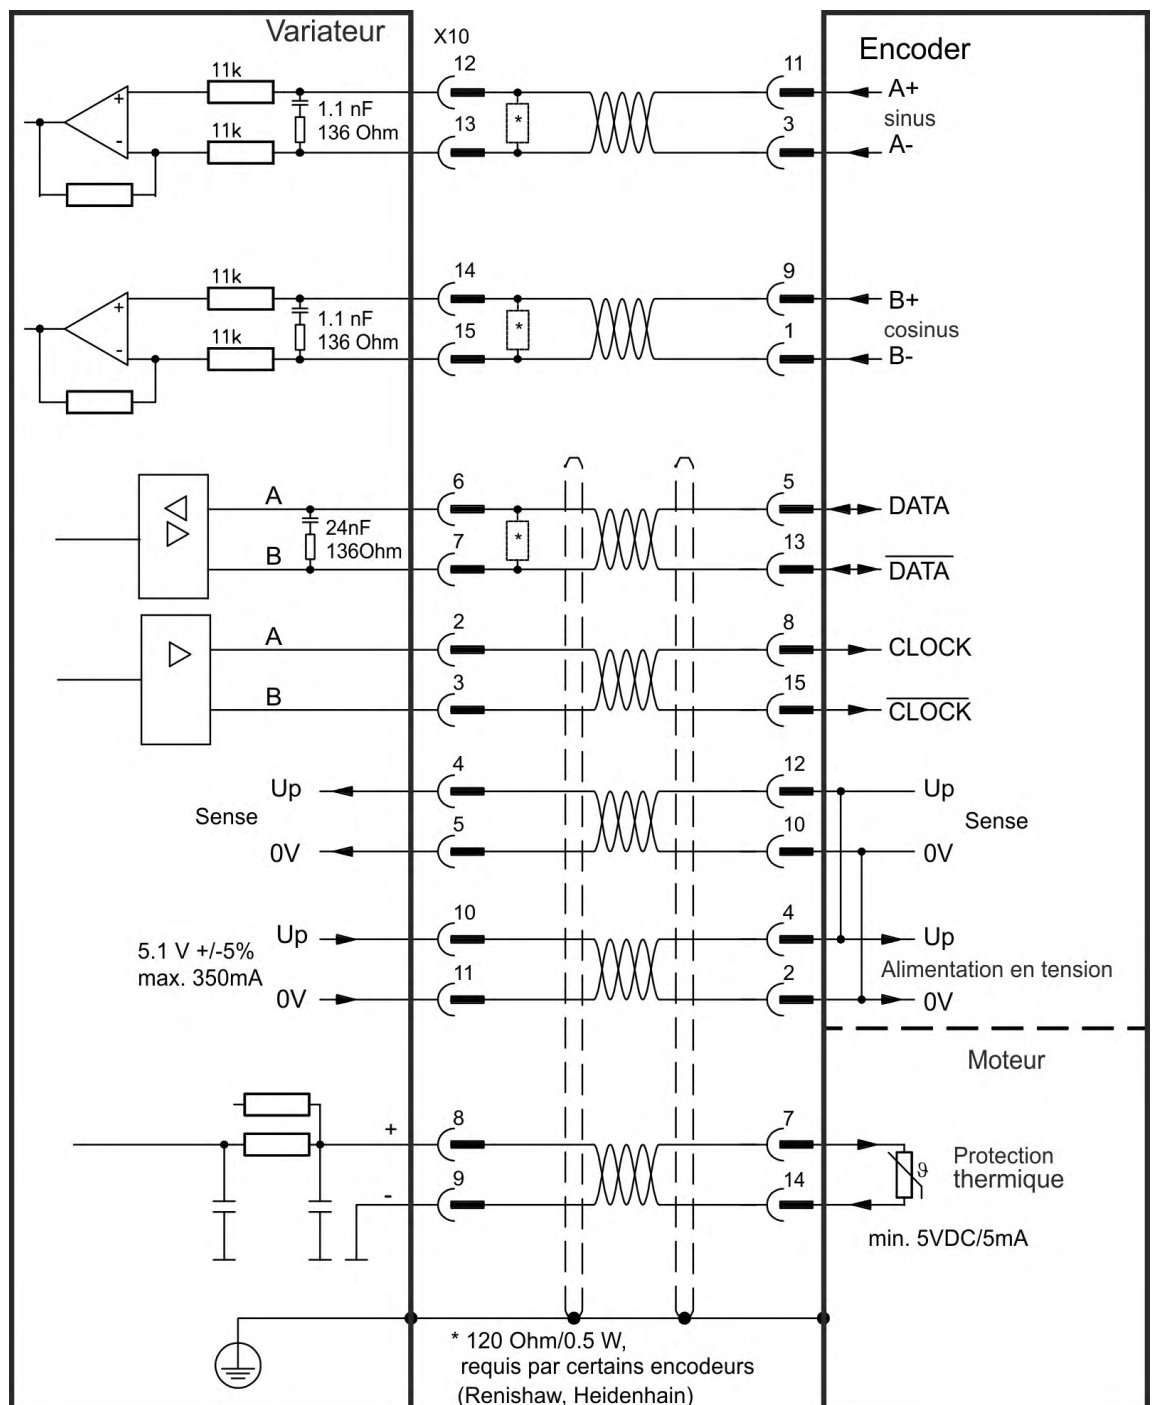 Variateur
X10
Encoder
11k
12
11
A+
+
1.1 nF
*
sinus
11k
13
3
136 Ohm
-
A-
11k
14
9
B+
+
1.1 nF
*
cosinus
11k
15
1
136 Ohm
-
B-
A
6
5
DATA
24nF
*
136Ohm
B
7
13
DATA
A
2
8
CLOCK
B
3
15
CLOCK
Up
4
12
Up
Sense
Sense
0V
5
10
0V
Up
10
4
Up
5.1 V +/-5%
max. 350mA
Alimentation en tension
0V
11
2
0V
Moteur
+
8
7
Protection
thermique
ϑ
-
9
14
min. 5VDC/5mA
* 120 Ohm/0.5 W,
requis par certains encodeurs
(Renishaw, Heidenhain)